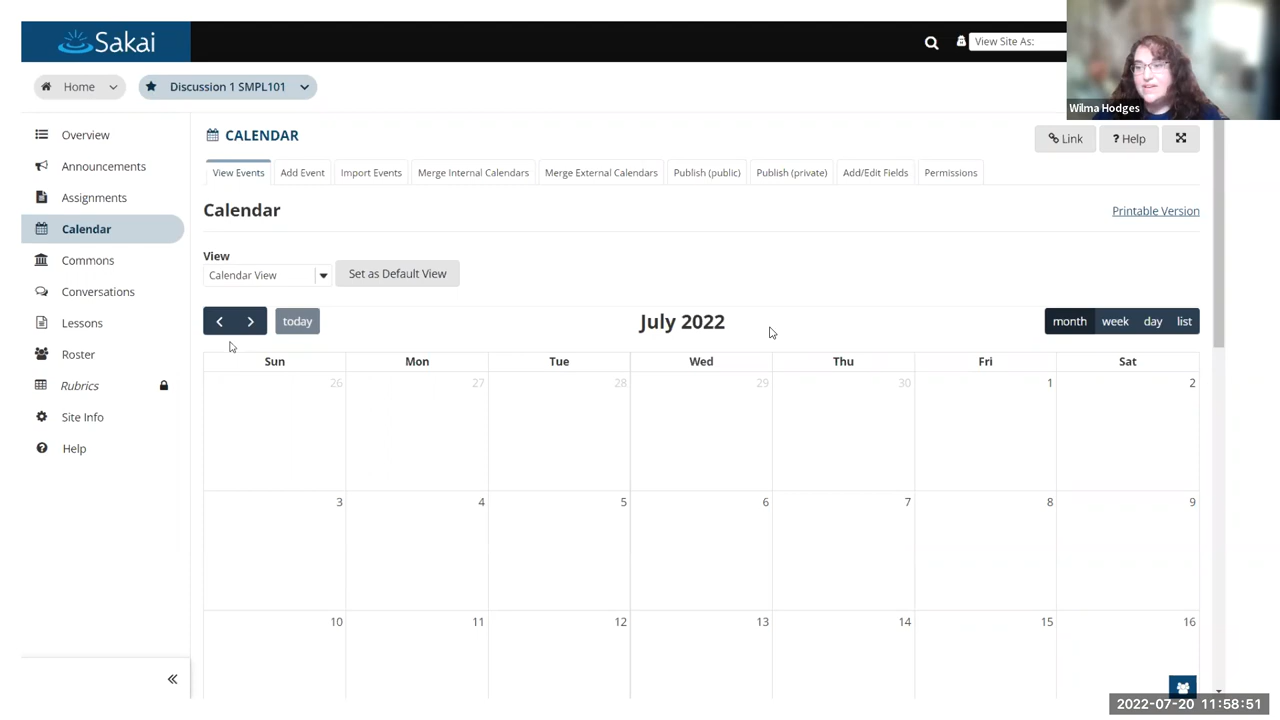 Sakai
View Site As:
Wilma Hodges
Home
Discussion 1 SMPL101
Overview
Announcements
Assignments
Calendar
Commons
Conversations
Lessons
Roster
Rubrics
Site Info
Help
CALENDAR
Link
? Help
View Events
Add Event
Import Events
Merge Internal Calendars
Merge External Calendars
Publish (public)
Publish (private)
Add/Edit Fields
Permissions
Calendar
Printable Version
View
Calendar View
Set as Default View
today
July 2022
month week day list
Sun Mon Tue Wed Thu Fri Sat
26 27 28 29 30 1 2
3 4 5 6 7 8 9
10 11 12 13 14 15 16
2022-07-20 11:58:51